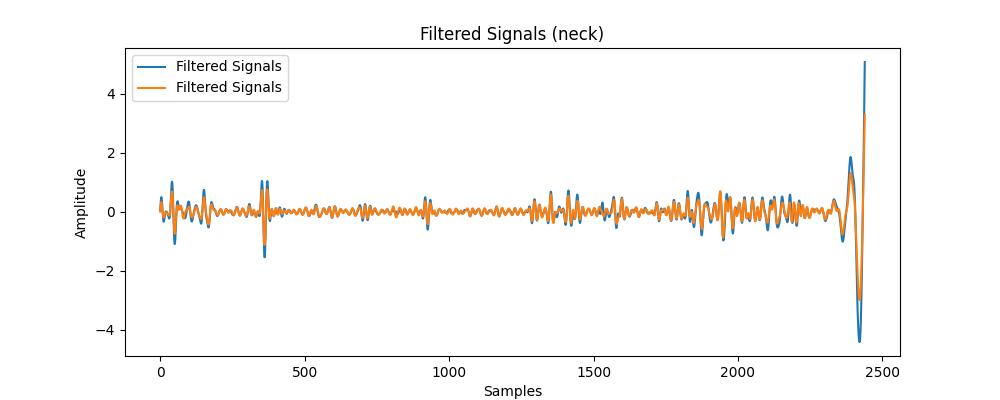 Filtered Signals (neck)
Filtered Signals
Filtered Signals
Amplitude
4
2
0
−2
−4
0 500 1000 1500 2000 2500
Samples